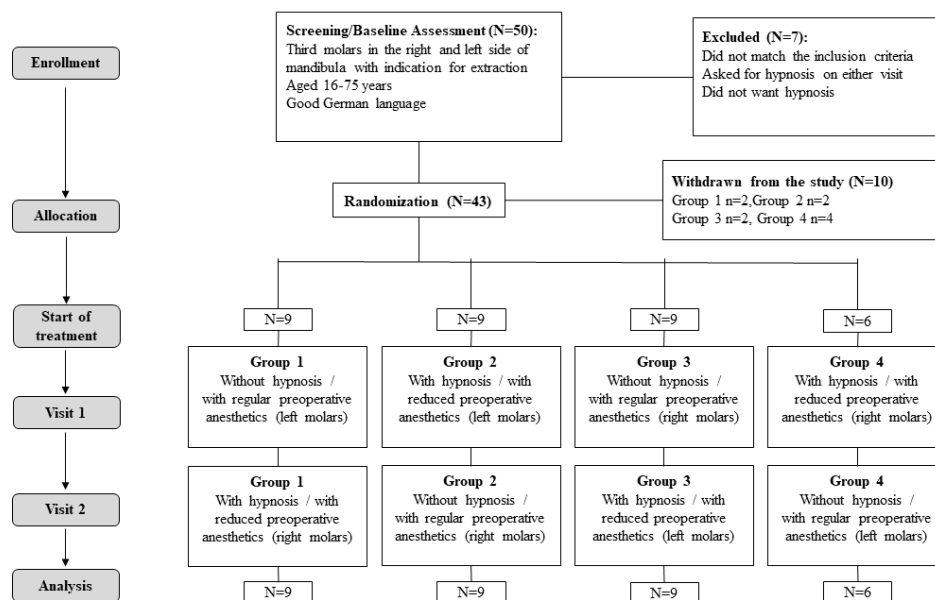 Enrollment
Screening/Baseline Assessment (N=50):
Third molars in the right and left side of
mandibula with indication for extraction
Aged 16-75 years
Good German language
Excluded (N=7):
Did not match the inclusion criteria
Asked for hypnosis on either visit
Did not want hypnosis
Allocation
Randomization (N=43)
Withdrawn from the study (N=10)
Group 1 n=2,Group 2 n=2
Group 3 n=2, Group 4 n=4
Start of
treatment
N=9
N=9
N=9
N=6
Visit 1
Group 1
Without hypnosis /
with regular preoperative
anesthetics (left molars)
Group 2
With hypnosis / with
reduced preoperative
anesthetics (left molars)
Group 3
Without hypnosis /
with regular preoperative
anesthetics (right molars)
Group 4
With hypnosis / with
reduced preoperative
anesthetics (right molars)
Visit 2
Group 1
With hypnosis / with
reduced preoperative
anesthetics (right molars)
Group 2
Without hypnosis /
with regular preoperative
anesthetics (right molars)
Group 3
With hypnosis / with
reduced preoperative
anesthetics (left molars)
Group 4
Without hypnosis /
with regular preoperative
anesthetics (left molars)
Analysis
N=9
N=9
N=9
N=6